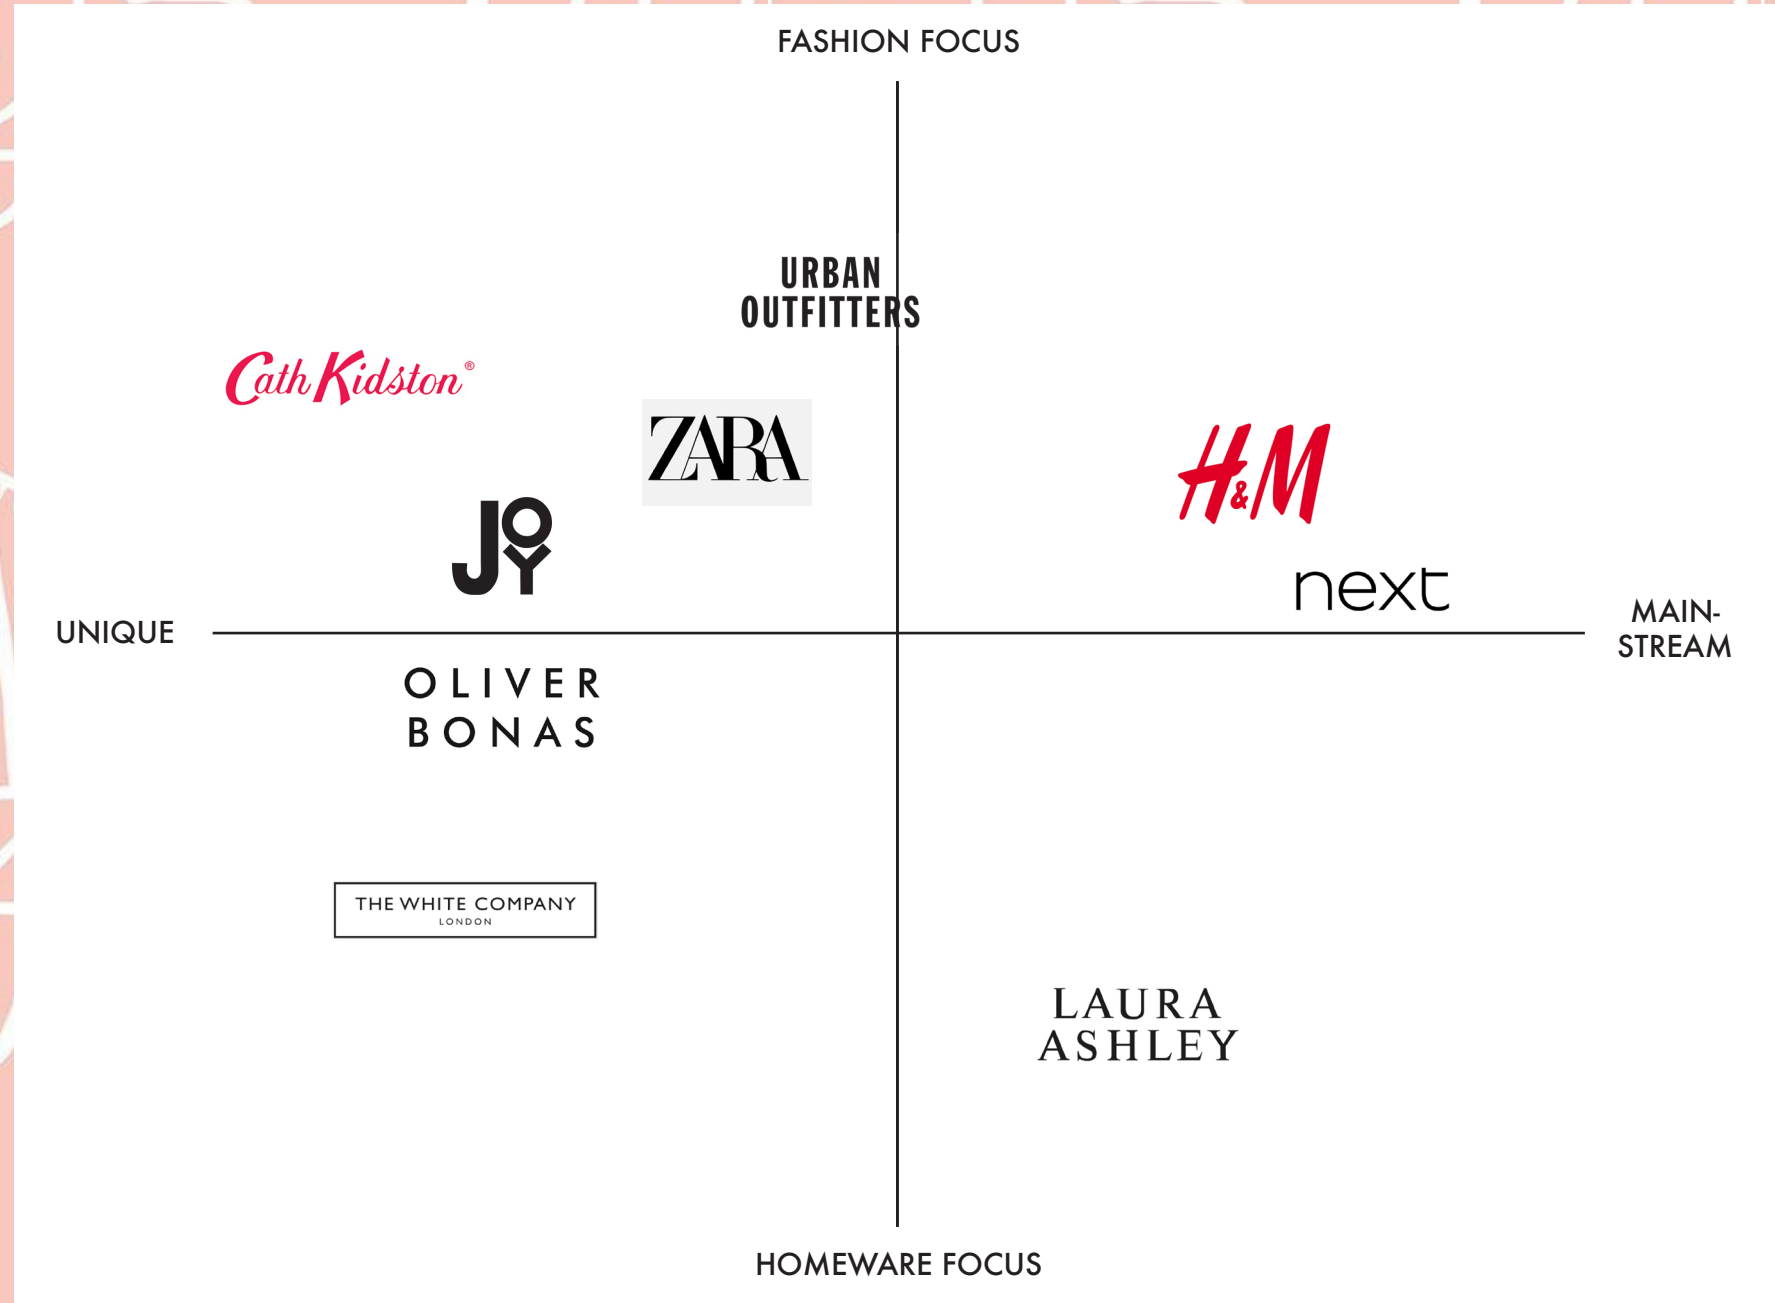 FASHION FOCUS
URBAN
OUTFITTERS
Cath Kidston®
ZARA
H&M
JOY
next
UNIQUE
MAIN-
STREAM
OLIVER
BONAS
THE WHITE COMPANY
LONDON
LAURA
ASHLEY
HOMEWARE FOCUS